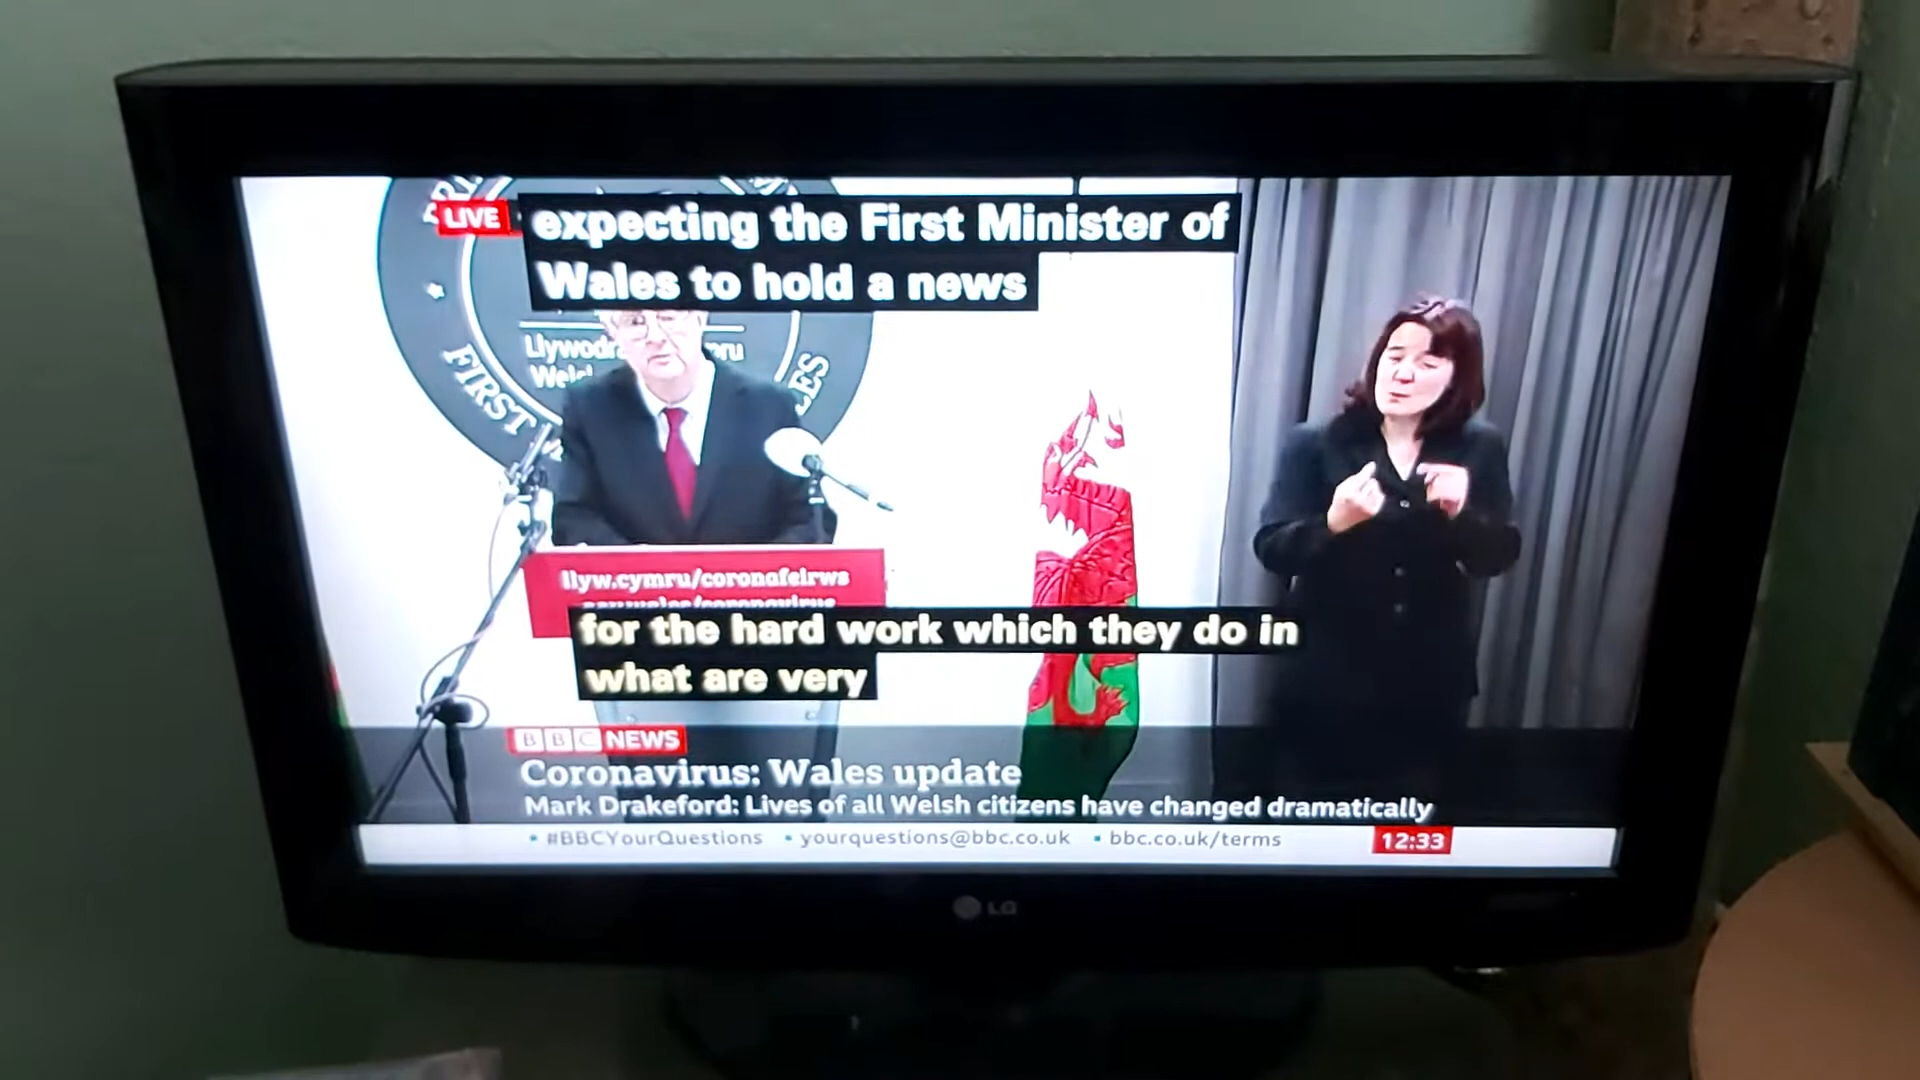 LIVE
expecting the First Minister of
Wales to hold a news
FIRST
llyw.cymru/coronafeirws
for the hard work which they do in
what are very
BBC NEWS
Coronavirus: Wales update
Mark Drakeford: Lives of all Welsh citizens have changed dramatically
#BBCYourQuestions yourquestions@bbc.co.uk bbc.co.uk/terms 12:33
LG